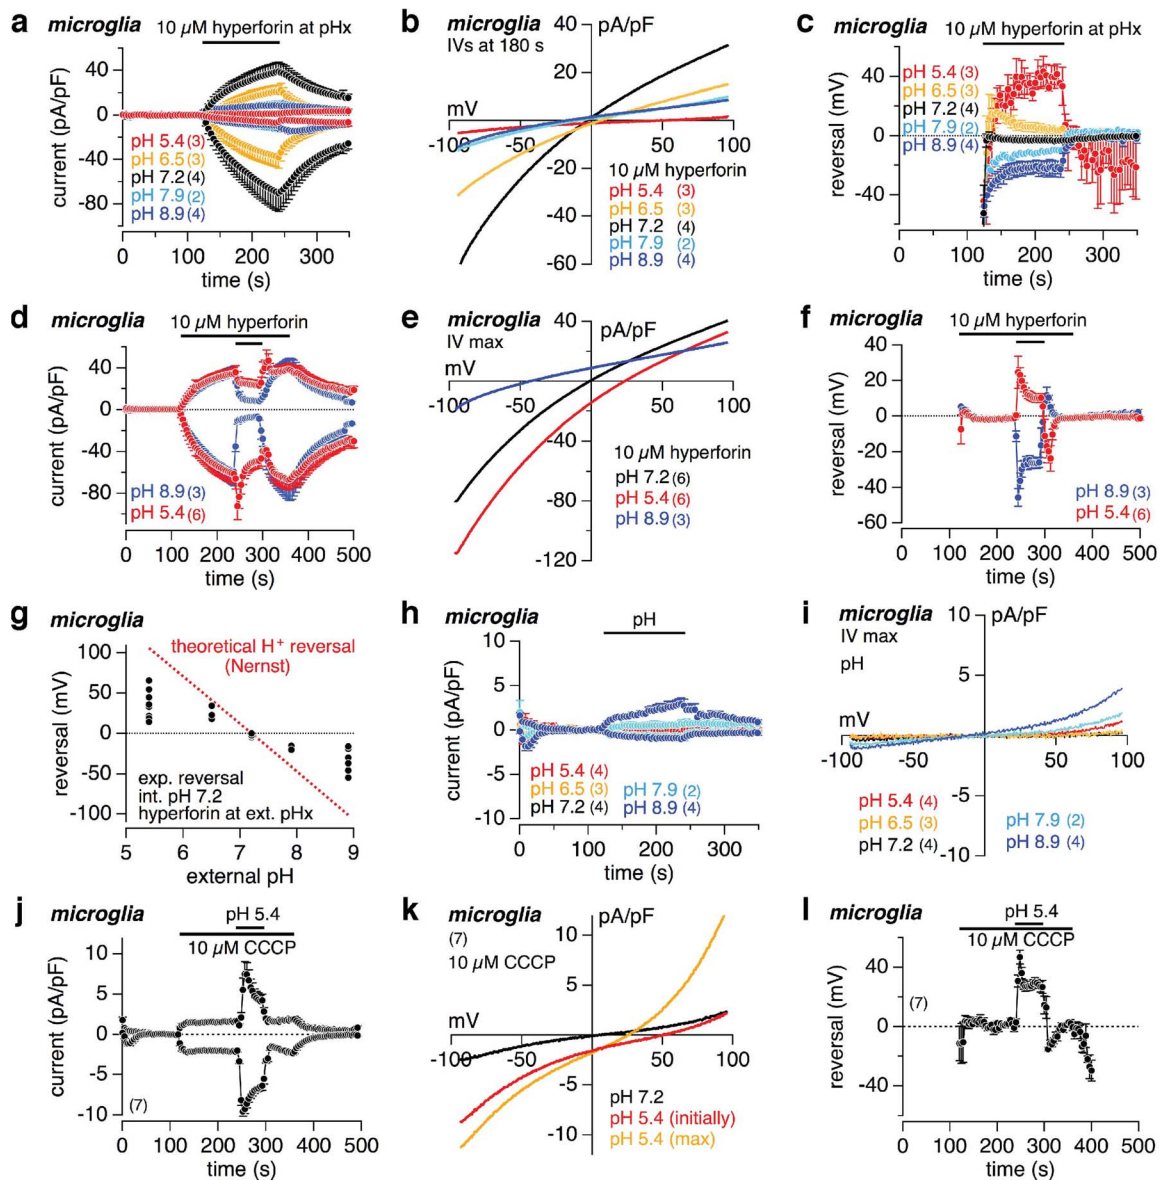 a microglia
10 µM hyperforin at pHx
current (pA/pF)
40
0
-40
-80
pH 5.4 (3)
pH 6.5 (3)
pH 7.2 (4)
pH 7.9 (2)
pH 8.9 (4)
0 100 200 300
time (s)
b microglia
IVs at 180 s
pA/pF
mV
40
20
-20
-40
-60
-100 -50 50 100
10 µM hyperforin
pH 5.4 (3)
pH 6.5 (3)
pH 7.2 (4)
pH 7.9 (2)
pH 8.9 (4)
c microglia
10 µM hyperforin at pHx
reversal (mV)
40
0
-40
pH 5.4 (3)
pH 6.5 (3)
pH 7.2 (4)
pH 7.9 (2)
pH 8.9 (4)
0 100 200 300
time (s)
d microglia
10 µM hyperforin
current (pA/pF)
40
0
-40
-80
pH 8.9 (3)
pH 5.4 (6)
0 100 200 300 400 500
time (s)
e microglia
IV max
pA/pF
mV
40
-40
-80
-120
-100 -50 50 100
10 µM hyperforin
pH 7.2 (6)
pH 5.4 (6)
pH 8.9 (3)
f microglia
10 µM hyperforin
reversal (mV)
40
20
0
-20
-40
-60
pH 8.9 (3)
pH 5.4 (6)
0 100 200 300 400 500
time (s)
g microglia
theoretical H⁺ reversal
(Nernst)
reversal (mV)
100
50
0
-50
-100
exp. reversal
int. pH 7.2
hyperforin at ext. pHx
5 6 7 8 9
external pH
h microglia
pH
current (pA/pF)
10
5
0
-5
-10
pH 5.4 (4)
pH 6.5 (3) pH 7.9 (2)
pH 7.2 (4) pH 8.9 (4)
0 100 200 300
time (s)
i microglia
IV max
pH
pA/pF
mV
10
5
-5
-10
-100 -50 50 100
pH 5.4 (4)
pH 6.5 (3) pH 7.9 (2)
pH 7.2 (4) pH 8.9 (4)
j microglia
pH 5.4
10 µM CCCP
current (pA/pF)
10
5
0
-5
-10
(7)
0 100 200 300 400 500
time (s)
k microglia
(7)
10 µM CCCP
pA/pF
mV
10
5
-5
-10
-100 -50 50 100
pH 7.2
pH 5.4 (initially)
pH 5.4 (max)
l microglia
pH 5.4
10 µM CCCP
reversal (mV)
40
0
-40
(7)
0 100 200 300 400 500
time (s)